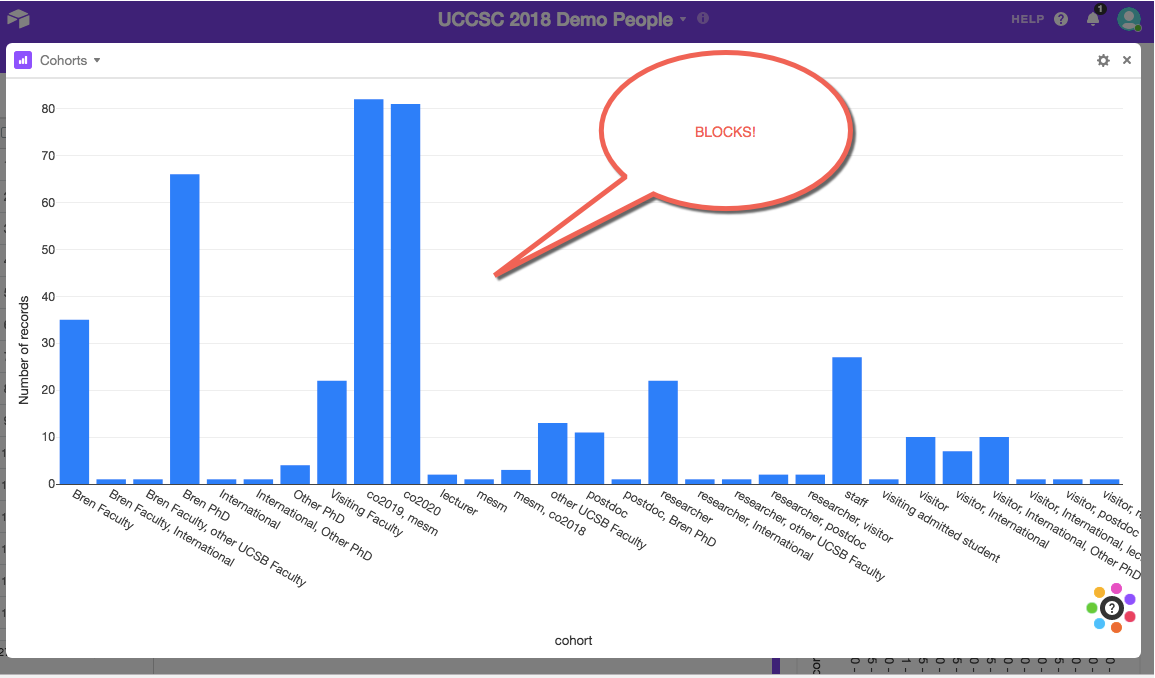 UCCSC 2018 Demo People
HELP
1
Cohorts
BLOCKS!
80
70
60
50
40
30
20
10
0
Number of records
Bren Faculty
Bren Faculty, International
Bren Faculty, other UCSB Faculty
Bren PhD
International
International, Other PhD
Other PhD
Visiting Faculty
co2019, mesm
co2020
lecturer
mesm
mesm, co2018
other UCSB Faculty
postdoc
postdoc, Bren PhD
researcher
researcher, International
researcher, other UCSB Faculty
researcher, postdoc
researcher, visitor
staff
visiting admitted student
visitor
visitor, International
visitor, International, Other PhD
visitor, International, lec
visitor, postdoc
visitor, r
cohort